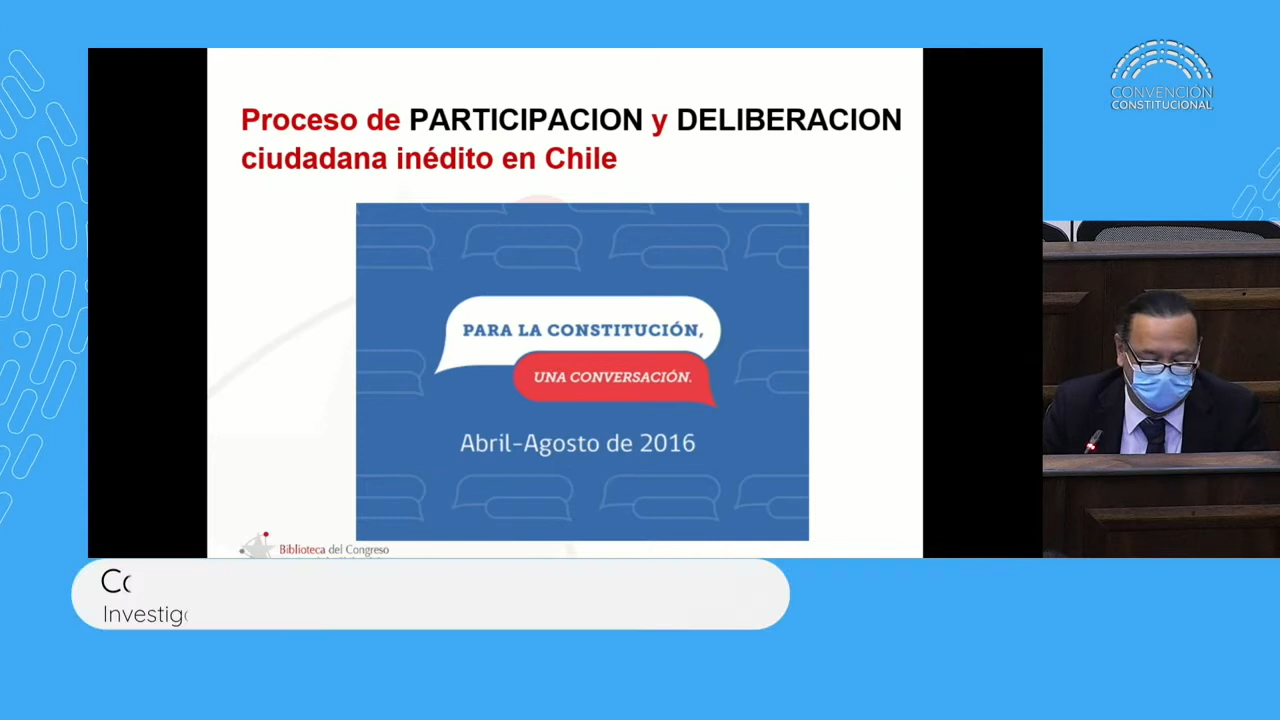 CONVENCIÓN
CONSTITUCIONAL
Proceso de PARTICIPACION y DELIBERACION
ciudadana inédito en Chile
PARA LA CONSTITUCIÓN,
UNA CONVERSACIÓN.
Abril-Agosto de 2016
Biblioteca del Congreso